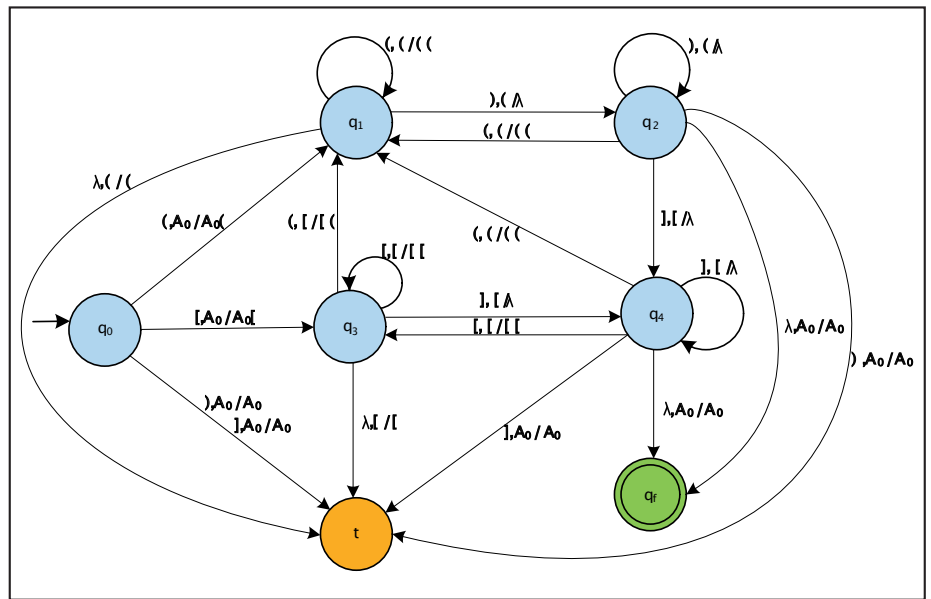 (, ( / ( (
), ( /λ
q1
), ( /λ
q2
(, ( / ( (
λ, ( / (
(,A0/A0(
(, [ / [ (
(, ( / ( (
], [ /λ
[, [ / [ [
], [ /λ
q0
[,A0/A0[
q3
], [ /λ
q4
[, [ / [ [
λ,A0/A0
) ,A0/A0
),A0/A0
],A0/A0
λ,[ / [
],A0/A0
λ,A0/A0
qf
t